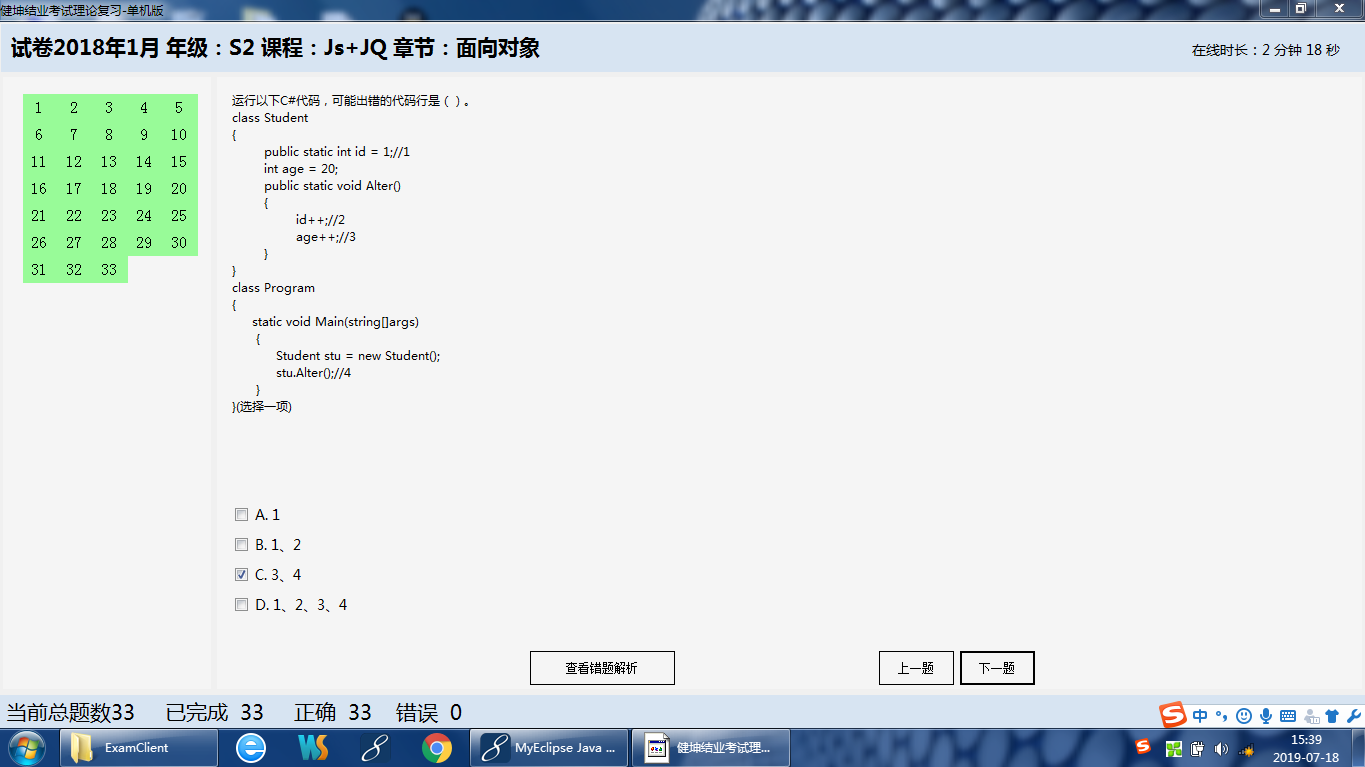 健坤结业考试理论复习-单机版
试卷2018年1月 年级：S2 课程：Js+JQ 章节：面向对象
在线时长：2 分钟 18 秒
1 2 3 4 5
6 7 8 9 10
11 12 13 14 15
16 17 18 19 20
21 22 23 24 25
26 27 28 29 30
31 32 33
运行以下C#代码，可能出错的代码行是（ ）。
class Student
{
public static int id = 1;//1
int age = 20;
public static void Alter()
{
id++;//2
age++;//3
}
}
class Program
{
static void Main(string[]args)
{
Student stu = new Student();
stu.Alter();//4
}
}(选择一项)
A. 1
B. 1、2
C. 3、4
D. 1、2、3、4
查看错题解析
上一题
下一题
当前总题数33 已完成 33 正确 33 错误 0
中
ExamClient
MyEclipse Java ...
健坤结业考试理...
15:39
2019-07-18